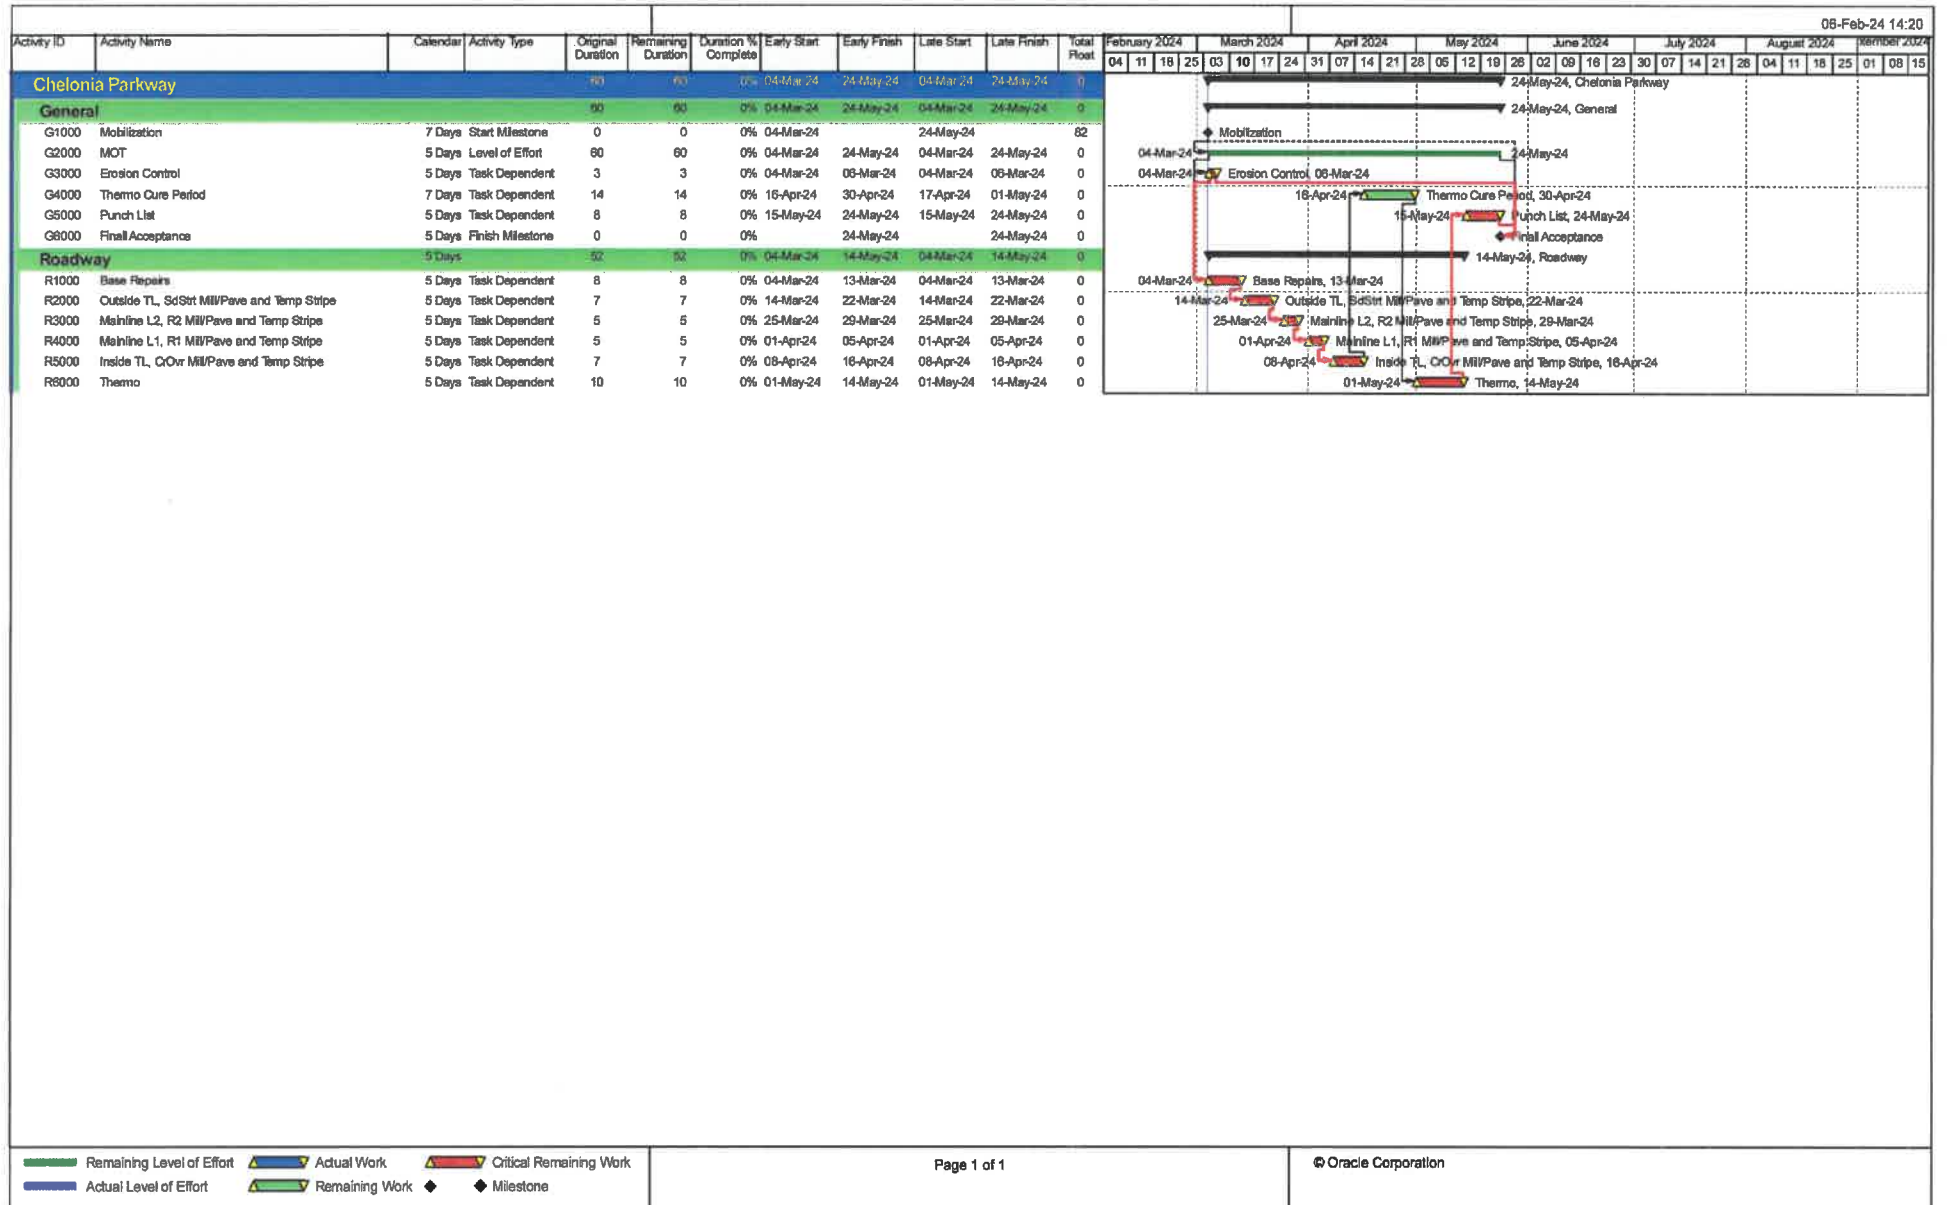 06-Feb-24 14:20
Activity ID Activity Name Calendar Activity Type Original Duration Remaining Duration Duration % Complete Early Start Early Finish Late Start Late Finish Total Float February 2024 March 2024 April 2024 May 2024 June 2024 July 2024 August 2024
04 11 18 25 03 10 17 24 31 07 14 21 28 05 12 19 26 02 09 16 23 30 07 14 21 28 04 11 18 25 01 08 15
Chelonia Parkway 60 60 0% 04-Mar-24 24-May-24 04-Mar-24 24-May-24 0 24-May-24, Chelonia Parkway
General 60 60 0% 04-Mar-24 24-May-24 04-Mar-24 24-May-24 0 24-May-24, General
G1000 Mobilization 7 Days Start Milestone 0 0 0% 04-Mar-24 24-May-24 82 Mobilization
G2000 MOT 5 Days Level of Effort 60 60 0% 04-Mar-24 24-May-24 04-Mar-24 24-May-24 0 04-Mar-24 24-May-24
G3000 Erosion Control 5 Days Task Dependent 3 3 0% 04-Mar-24 06-Mar-24 04-Mar-24 06-Mar-24 0 04-Mar-24 Erosion Control, 06-Mar-24
G4000 Thermo Cure Period 7 Days Task Dependent 14 14 0% 16-Apr-24 30-Apr-24 17-Apr-24 01-May-24 0 16-Apr-24 Thermo Cure Period, 30-Apr-24
G5000 Punch List 5 Days Task Dependent 8 8 0% 15-May-24 24-May-24 15-May-24 24-May-24 0 15-May-24 Punch List, 24-May-24
G6000 Finall Acceptance 5 Days Finish Milestone 0 0 0% 24-May-24 24-May-24 0 Finall Acceptance
Roadway 5 Days 52 52 0% 04-Mar-24 14-May-24 04-Mar-24 14-May-24 0 14-May-24, Roadway
R1000 Base Repairs 5 Days Task Dependent 8 8 0% 04-Mar-24 13-Mar-24 04-Mar-24 13-Mar-24 0 04-Mar-24 Base Repairs, 13-Mar-24
R2000 Outside TL, SdStrt Mill/Pave and Temp Stripe 5 Days Task Dependent 7 7 0% 14-Mar-24 22-Mar-24 14-Mar-24 22-Mar-24 0 14-Mar-24 Outside TL, SdStrt Mill/Pave and Temp Stripe, 22-Mar-24
R3000 Mainline L2, R2 Mill/Pave and Temp Stripe 5 Days Task Dependent 5 5 0% 25-Mar-24 29-Mar-24 25-Mar-24 29-Mar-24 0 25-Mar-24 Mainline L2, R2 Mill/Pave and Temp Stripe, 29-Mar-24
R4000 Mainline L1, R1 Mill/Pave and Temp Stripe 5 Days Task Dependent 5 5 0% 01-Apr-24 05-Apr-24 01-Apr-24 05-Apr-24 0 01-Apr-24 Mainline L1, R1 Mill/Pave and Temp Stripe, 05-Apr-24
R5000 Inside TL, CrOvr Mill/Pave and Temp Stripe 5 Days Task Dependent 7 7 0% 08-Apr-24 16-Apr-24 08-Apr-24 16-Apr-24 0 08-Apr-24 Inside TL, CrOvr Mill/Pave and Temp Stripe, 16-Apr-24
R6000 Thermo 5 Days Task Dependent 10 10 0% 01-May-24 14-May-24 01-May-24 14-May-24 0 01-May-24 Thermo, 14-May-24
Remaining Level of Effort Actual Work Critical Remaining Work Page 1 of 1 © Oracle Corporation
Actual Level of Effort Remaining Work Milestone